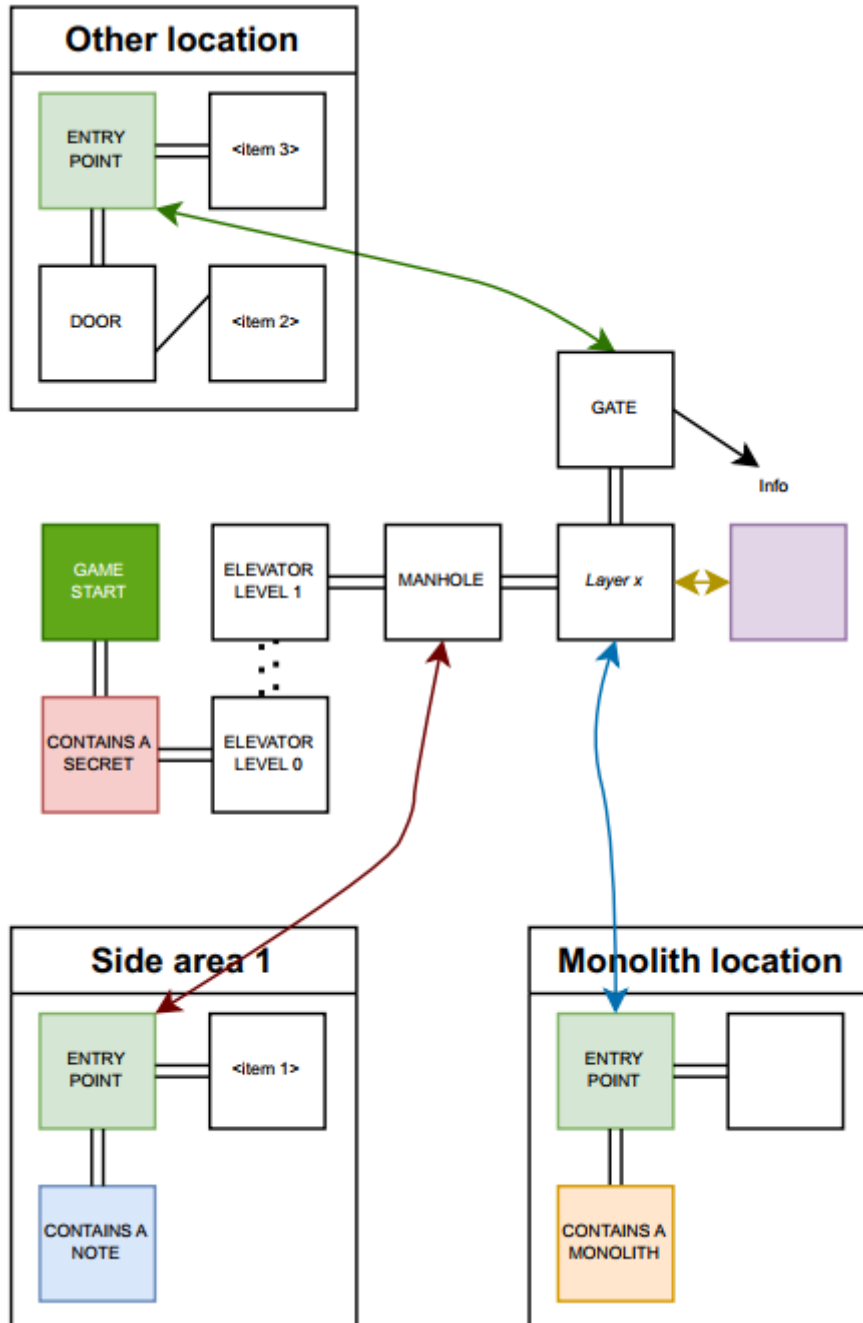 Other location
ENTRY
POINT
<item 3>
DOOR
<item 2>
GATE
Info
GAME
START
ELEVATOR
LEVEL 1
MANHOLE
Layer x
CONTAINS A
SECRET
ELEVATOR
LEVEL 0
Side area 1
ENTRY
POINT
<item 1>
CONTAINS A
NOTE
Monolith location
ENTRY
POINT
CONTAINS A
MONOLITH